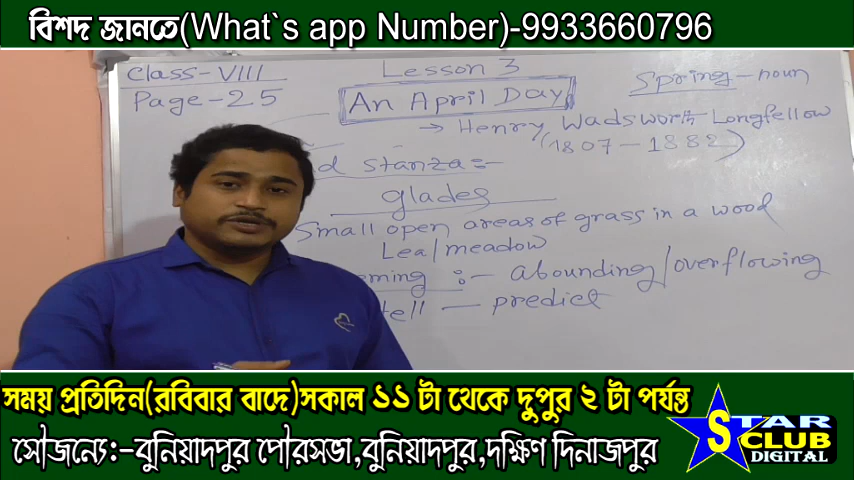 বিশদ জানতে(What`s app Number)-9933660796
Class-VIII
Lesson 3
Spring - noun
Page-25
An April Day
→ Henry Wadsworth Longfellow
(1807-1882)
d stanza:-
glades
Small open areas of grass in a wood
Lea/meadow
eming :- abounding/overflowing
tell - predict
সময় প্রতিদিন(রবিবার বাদে)সকাল ১১ টা থেকে দুপুর ২ টা পর্যন্ত
সৌজন্যে:-বুনিয়াদপুর পৌরসভা,বুনিয়াদপুর,দক্ষিণ দিনাজপুর
STAR
CLUB
DIGITAL